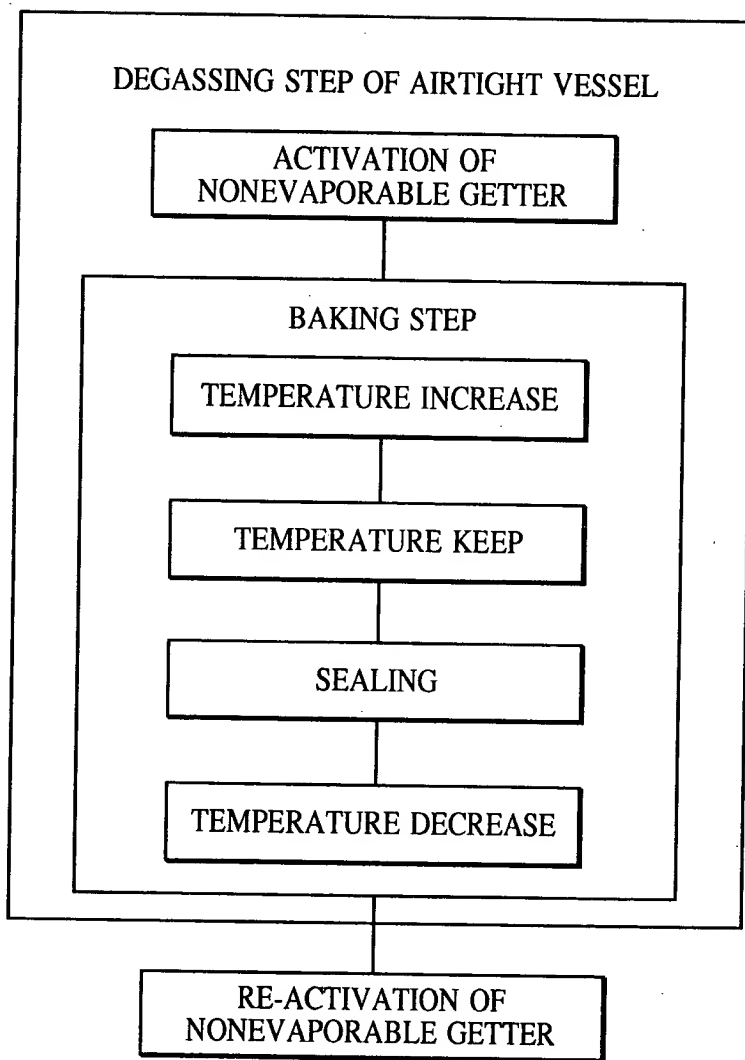 DEGASSING STEP OF AIRTIGHT VESSEL
ACTIVATION OF
NONEVAPORABLE GETTER
BAKING STEP
TEMPERATURE INCREASE
TEMPERATURE KEEP
SEALING
TEMPERATURE DECREASE
RE-ACTIVATION OF
NONEVAPORABLE GETTER